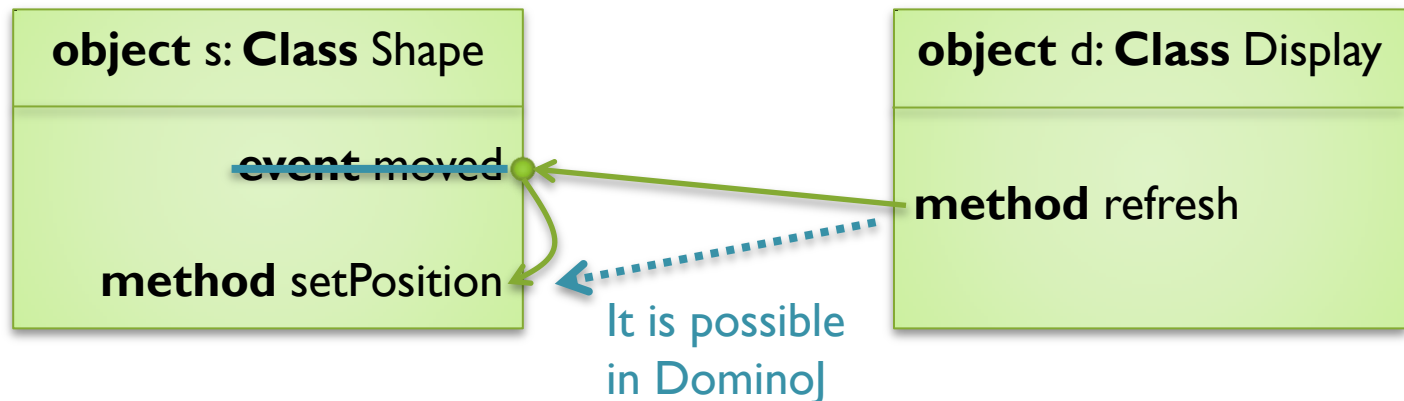 object s: Class Shape
event moved
method setPosition
object d: Class Display
method refresh
It is possible
in DominoJ